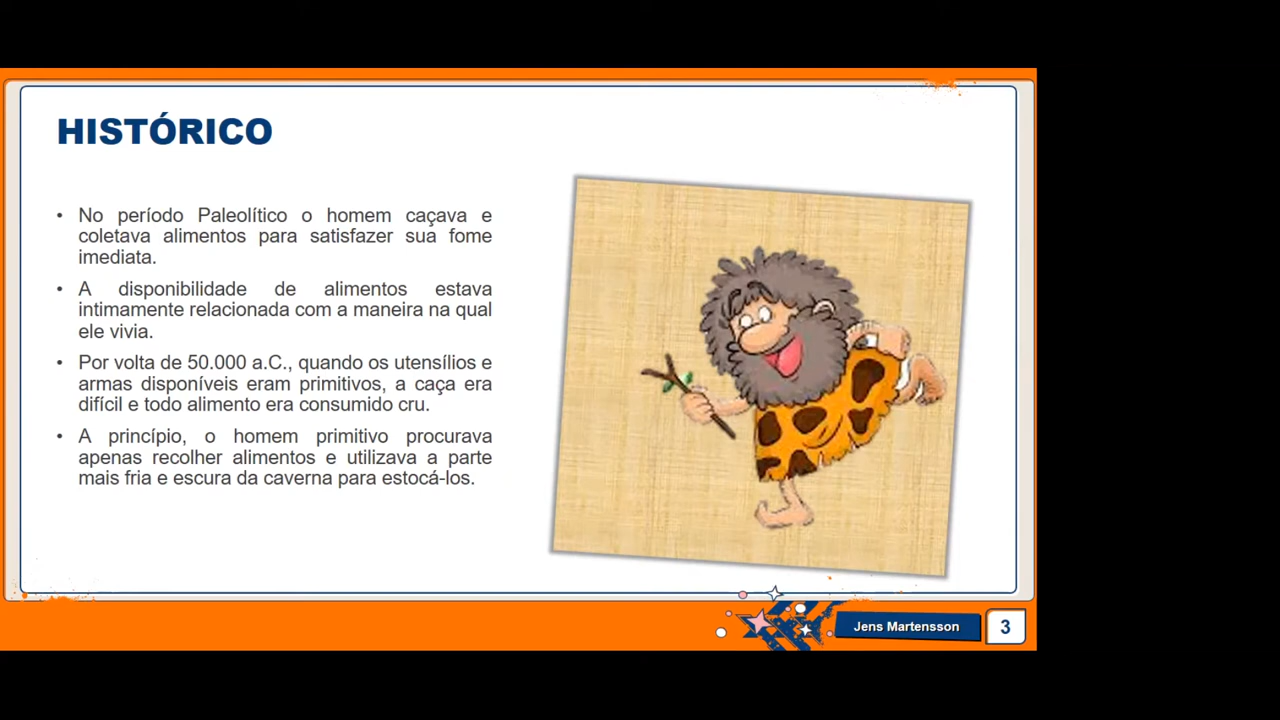 HISTÓRICO
• No período Paleolítico o homem caçava e
coletava alimentos para satisfazer sua fome
imediata.
• A disponibilidade de alimentos estava
intimamente relacionada com a maneira na qual
ele vivia.
• Por volta de 50.000 a.C., quando os utensílios e
armas disponíveis eram primitivos, a caça era
difícil e todo alimento era consumido cru.
• A princípio, o homem primitivo procurava
apenas recolher alimentos e utilizava a parte
mais fria e escura da caverna para estocá-los.
Jens Martensson
3